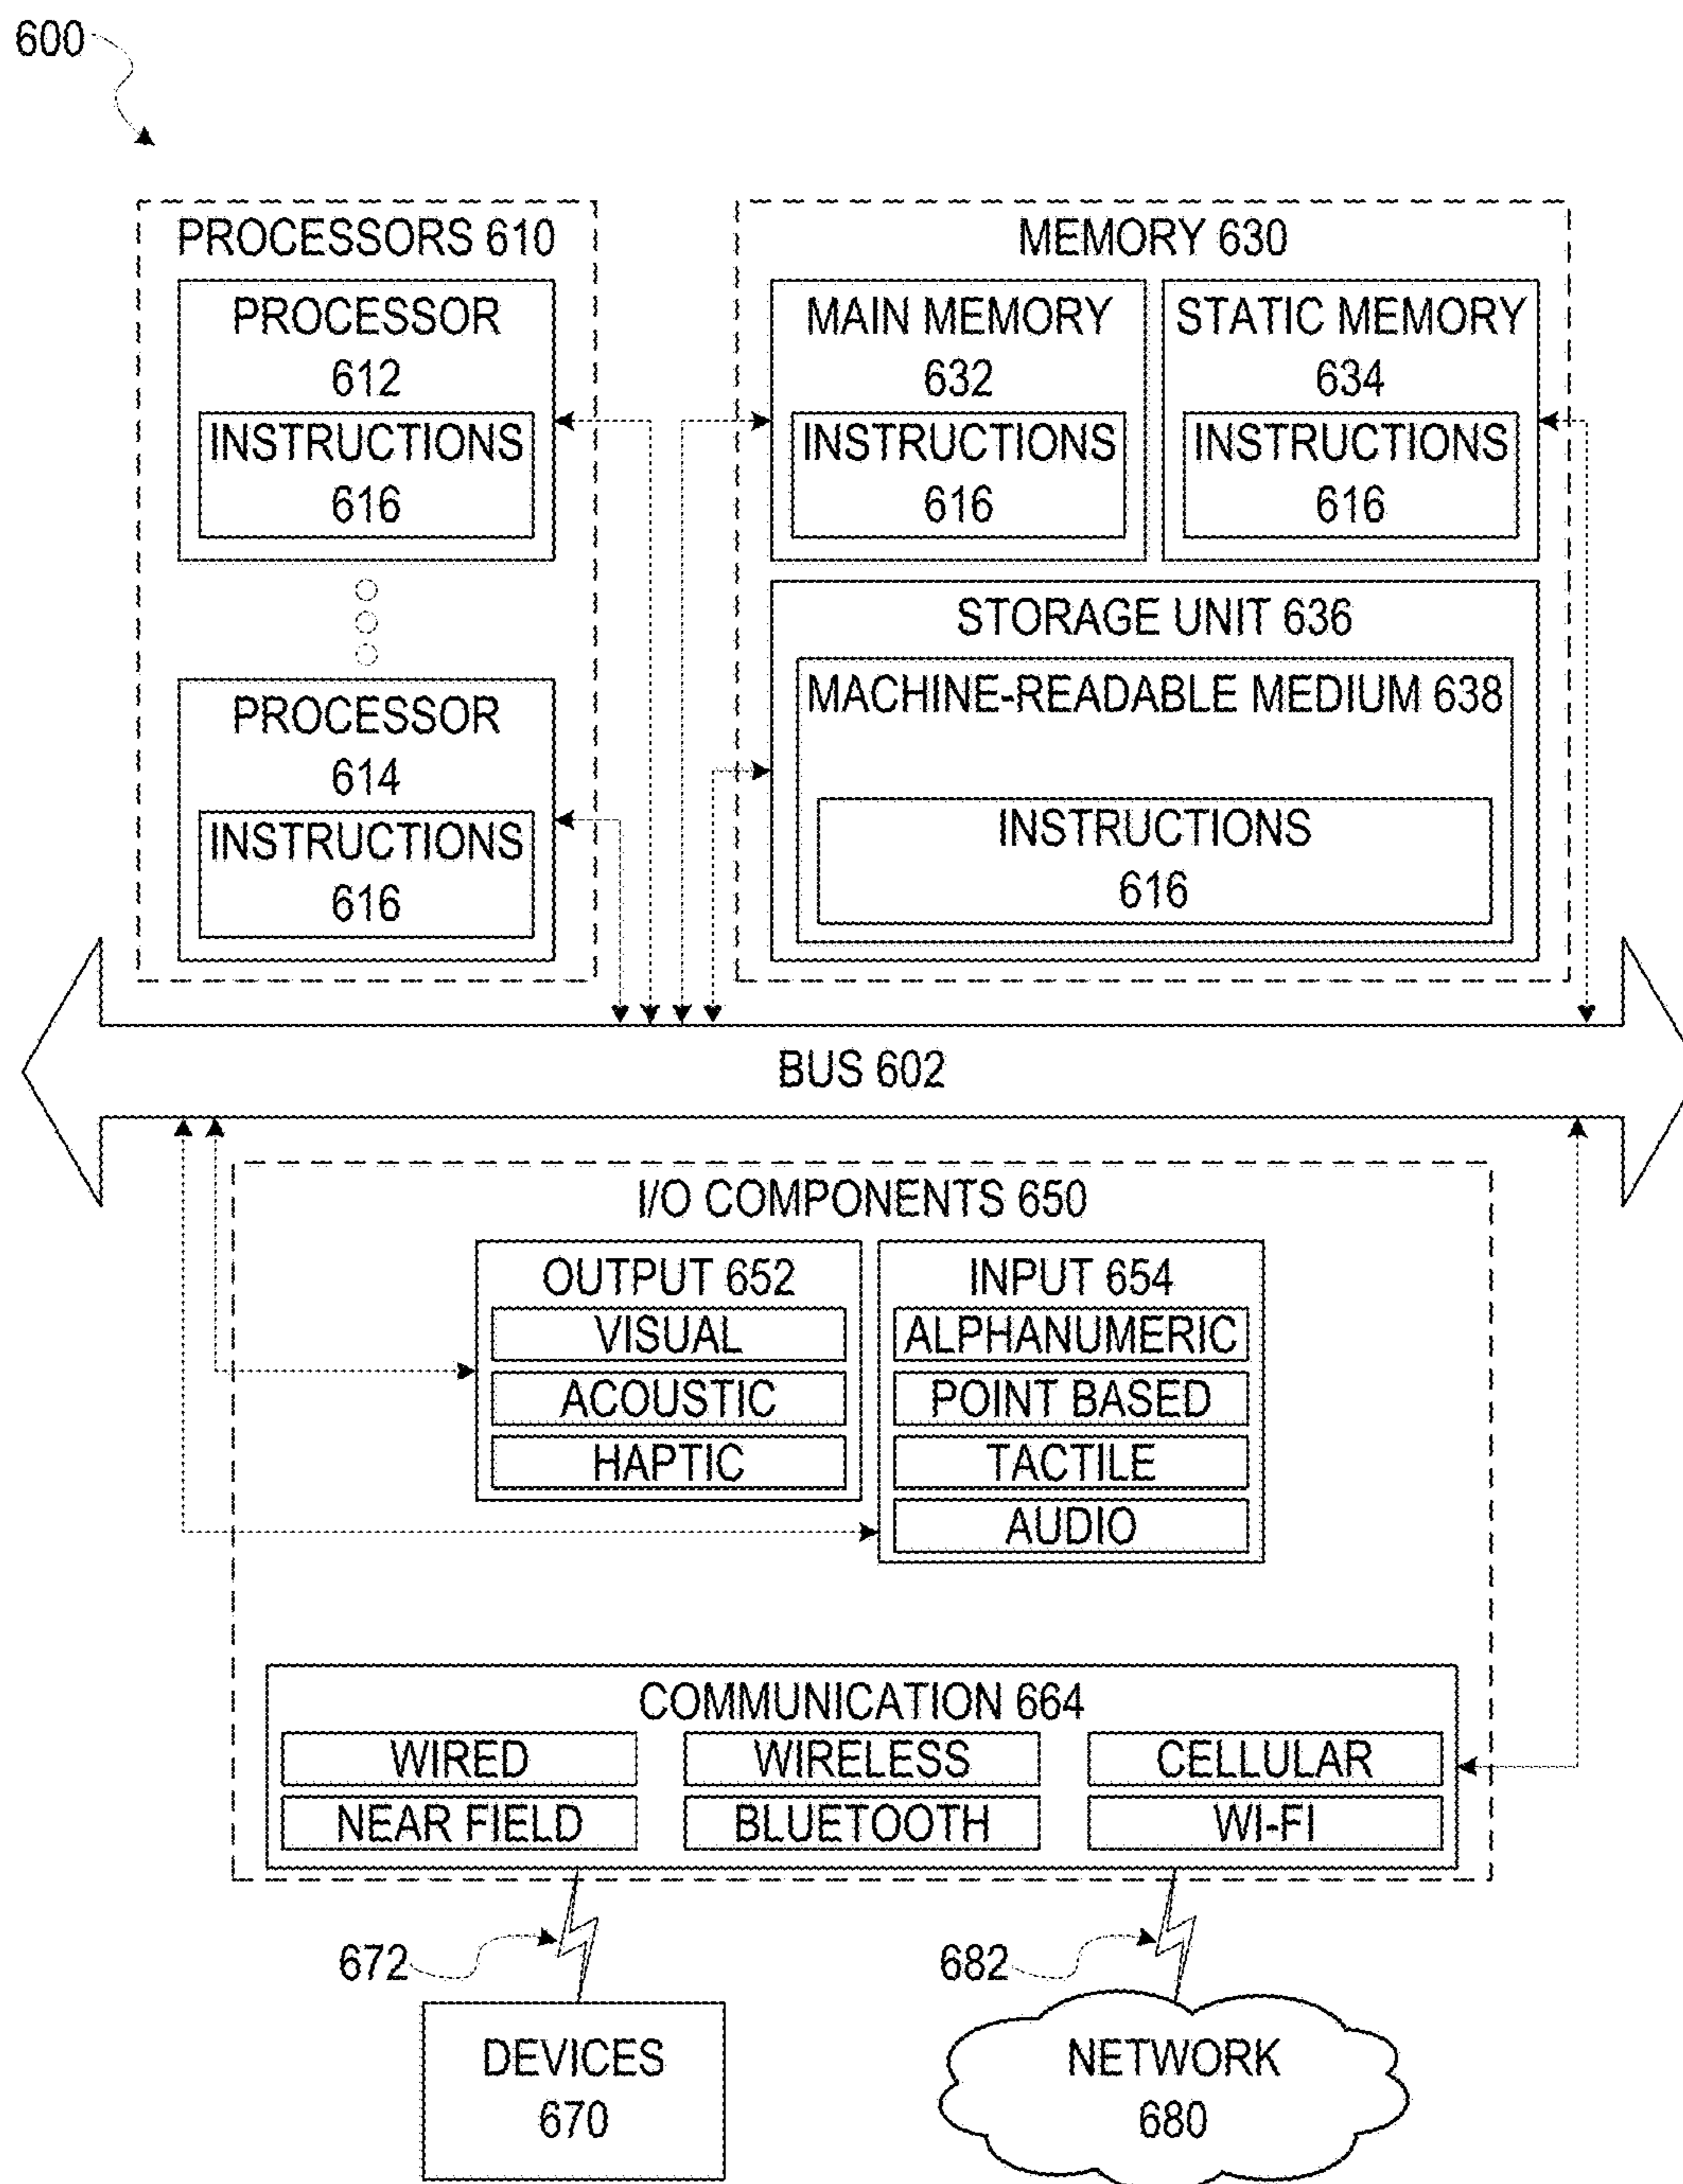 600
PROCESSORS 610
PROCESSOR
612
INSTRUCTIONS
616
PROCESSOR
614
INSTRUCTIONS
616
MEMORY 630
MAIN MEMORY
632
INSTRUCTIONS
616
STATIC MEMORY
634
INSTRUCTIONS
616
STORAGE UNIT 636
MACHINE-READABLE MEDIUM 638
INSTRUCTIONS
616
BUS 602
I/O COMPONENTS 650
OUTPUT 652
VISUAL
ACOUSTIC
HAPTIC
INPUT 654
ALPHANUMERIC
POINT BASED
TACTILE
AUDIO
COMMUNICATION 664
WIRED
WIRELESS
CELLULAR
NEAR FIELD
BLUETOOTH
WI-FI
672
682
DEVICES
670
NETWORK
680